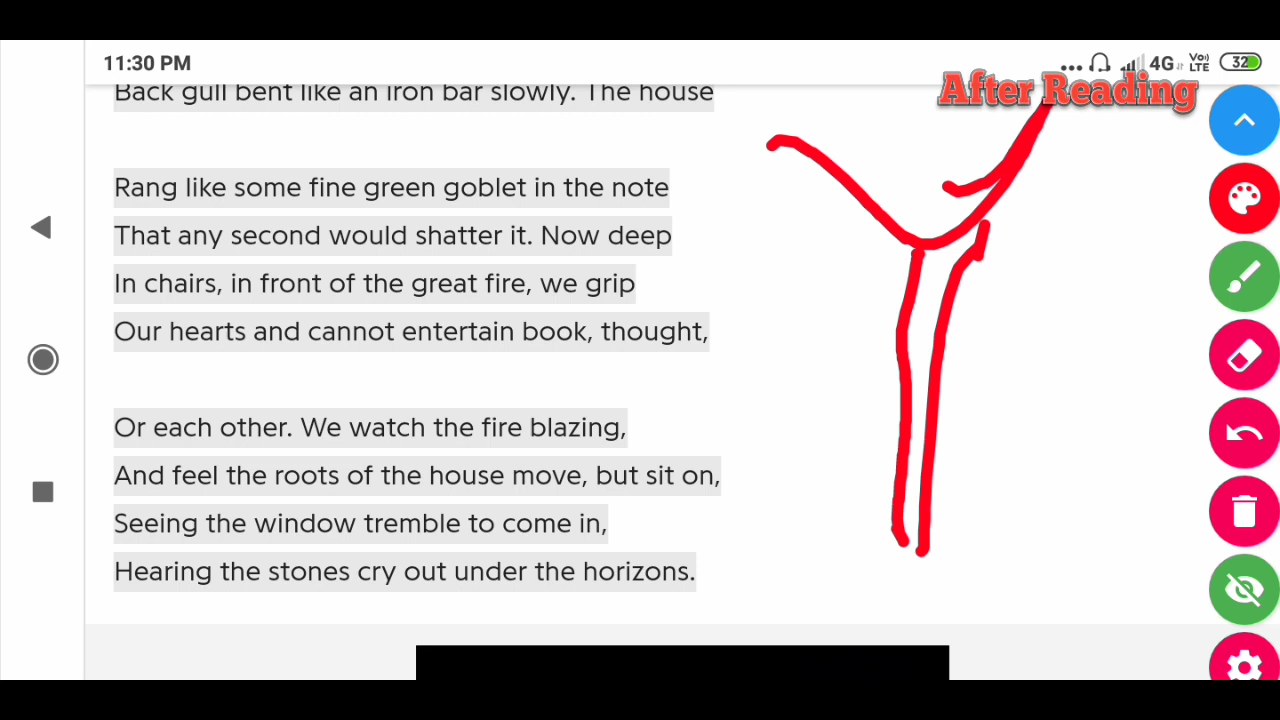 11:30 PM
4G
Vo) LTE
32
After Reading
Back gull bent like an iron bar slowly. The house
Rang like some fine green goblet in the note
That any second would shatter it. Now deep
In chairs, in front of the great fire, we grip
Our hearts and cannot entertain book, thought,
Or each other. We watch the fire blazing,
And feel the roots of the house move, but sit on,
Seeing the window tremble to come in,
Hearing the stones cry out under the horizons.